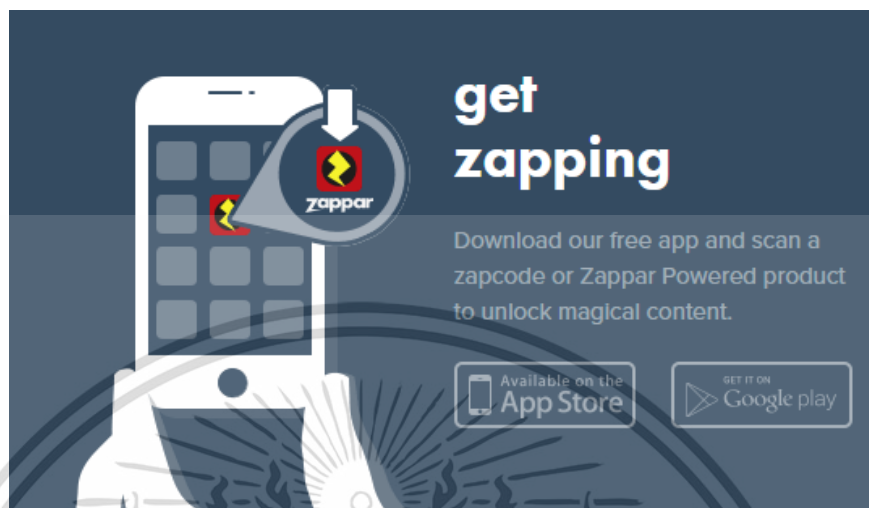 get
zapping
zappar
Download our free app and scan a
zapcode or Zappar Powered product
to unlock magical content.
Available on the
App Store
GET IT ON
Google play